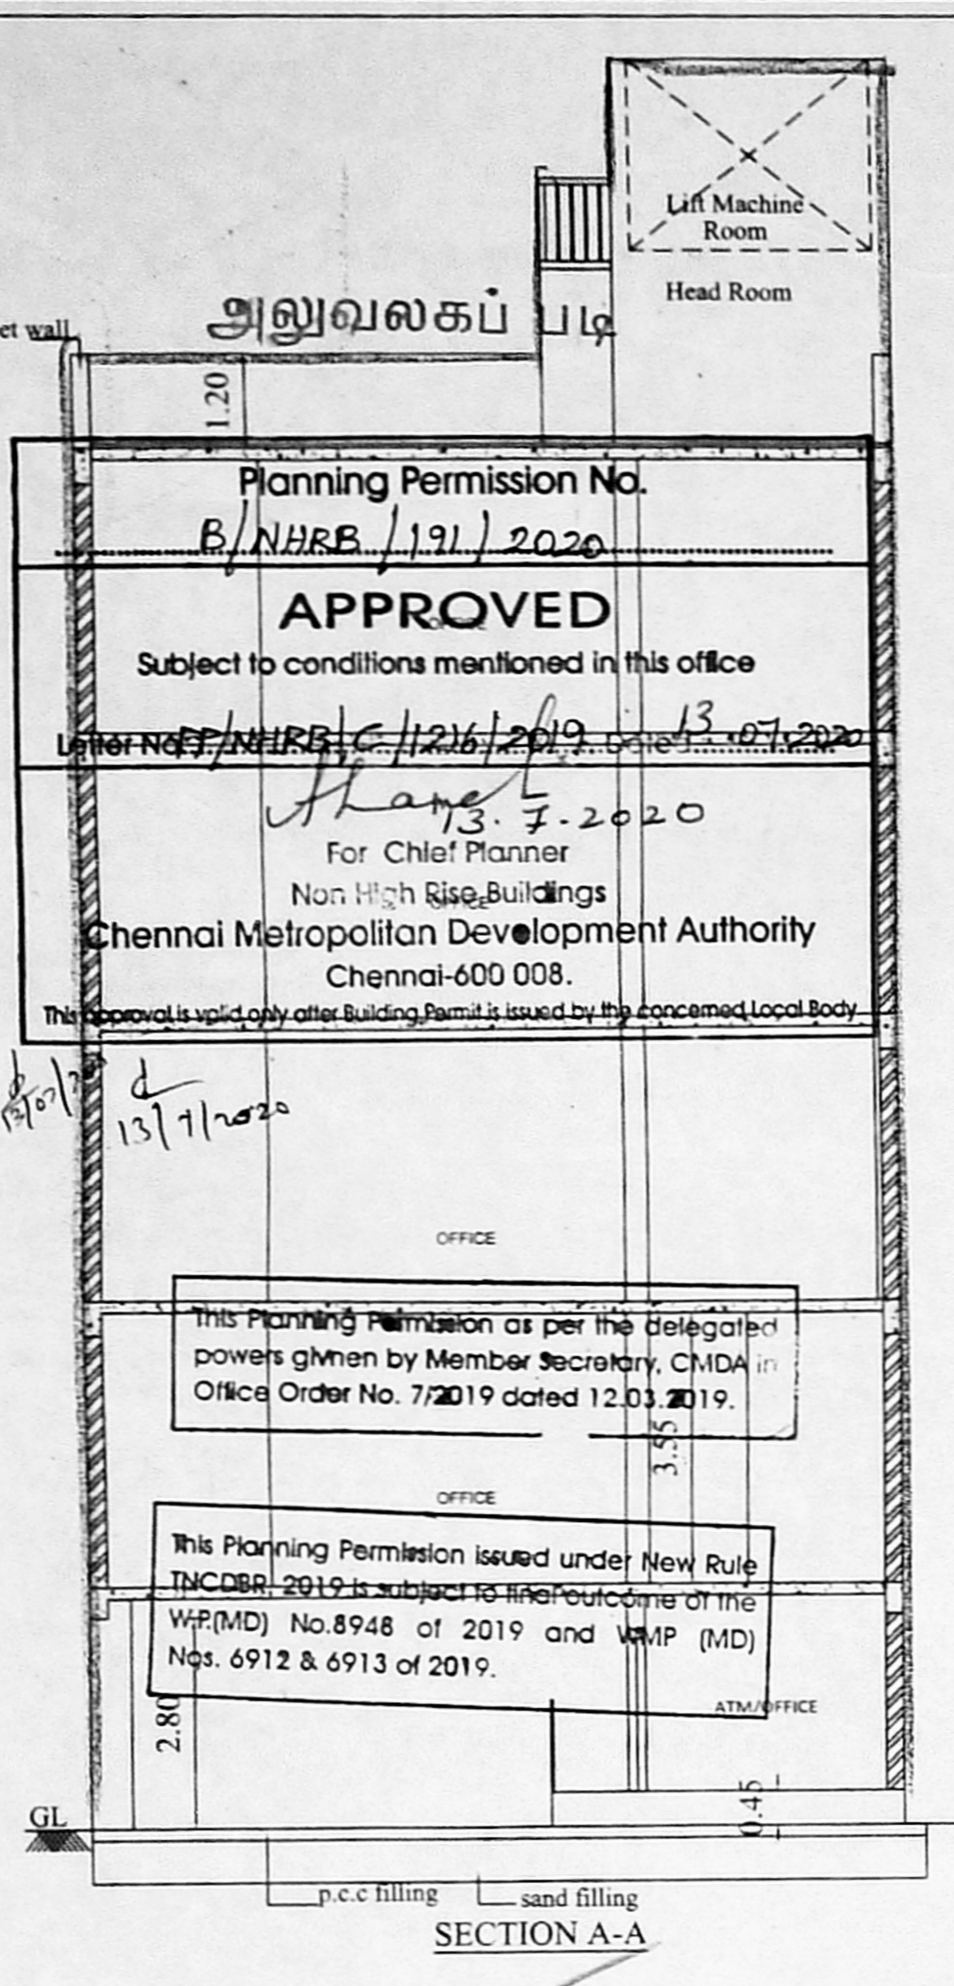 Lift Machine
Room
Head Room
et wall
அலுவலகப் படி
1.20
Planning Permission No.
B/NHRB/191/2020
APPROVED
Subject to conditions mentioned in this office
Letter No. PP/NHRB/C/1216/2019 Dated 13.07.2020
13.7.2020
For Chief Planner
Non High Rise Buildings
OFFICE
Chennai Metropolitan Development Authority
Chennai-600 008.
This approval is valid only after Building Permit is issued by the concerned Local Body
13/07/
13/7/2020
OFFICE
This Planning Permission as per the delegated
powers givnen by Member Secretary, CMDA in
Office Order No. 7/2019 dated 12.03.2019.
3.55
OFFICE
This Planning Permission issued under New Rule
TNCDBR, 2019 is subject to final outcome of the
W.P.(MD) No.8948 of 2019 and WMP (MD)
Nos. 6912 & 6913 of 2019.
ATM/OFFICE
2.80
0.45
GL
p.c.c filling
sand filling
SECTION A-A